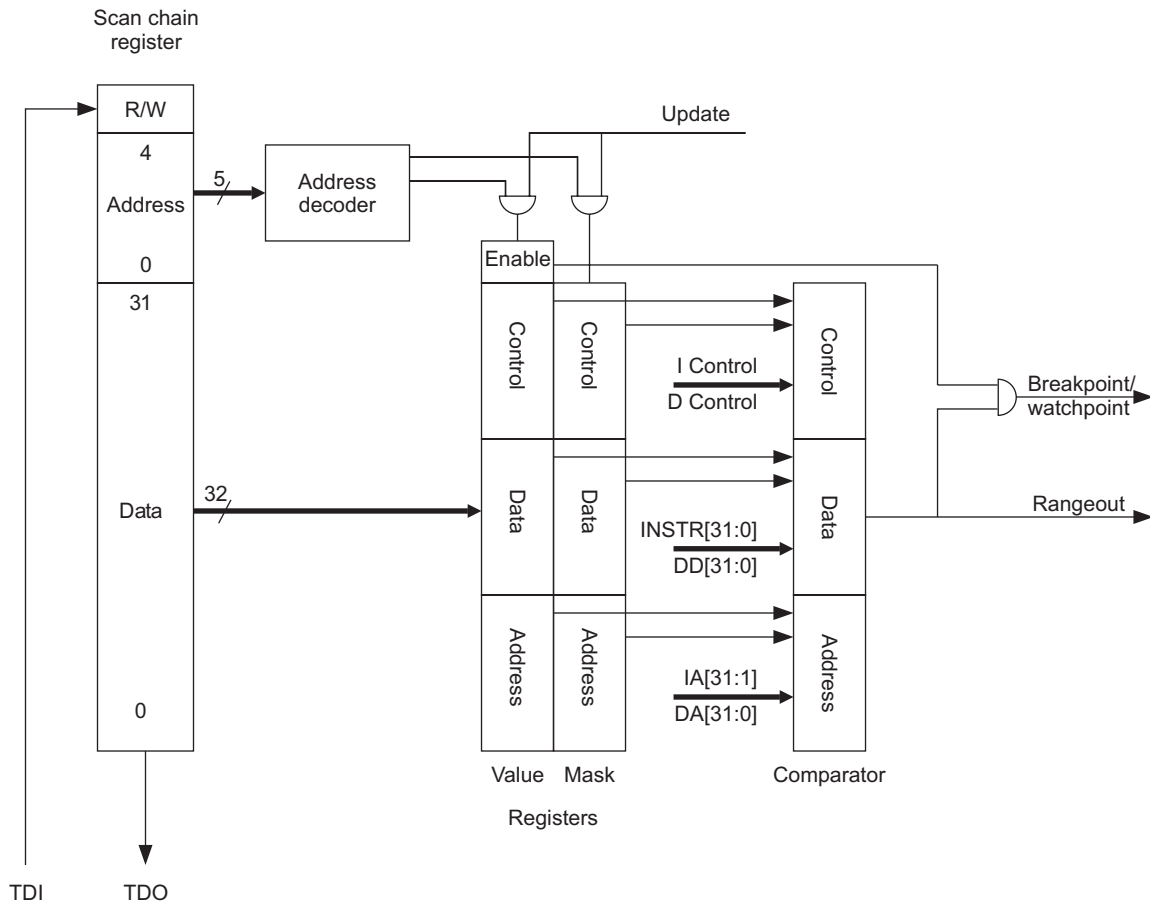 Scan chain
register
R/W
4
Address
0
31
Data
0
5
Address
decoder
Update
32
Enable
Control
Control
Data
Data
Address
Address
I Control
D Control
INSTR[31:0]
DD[31:0]
IA[31:1]
DA[31:0]
Control
Data
Address
Breakpoint/
watchpoint
Rangeout
Value
Mask
Registers
Comparator
TDI
TDO